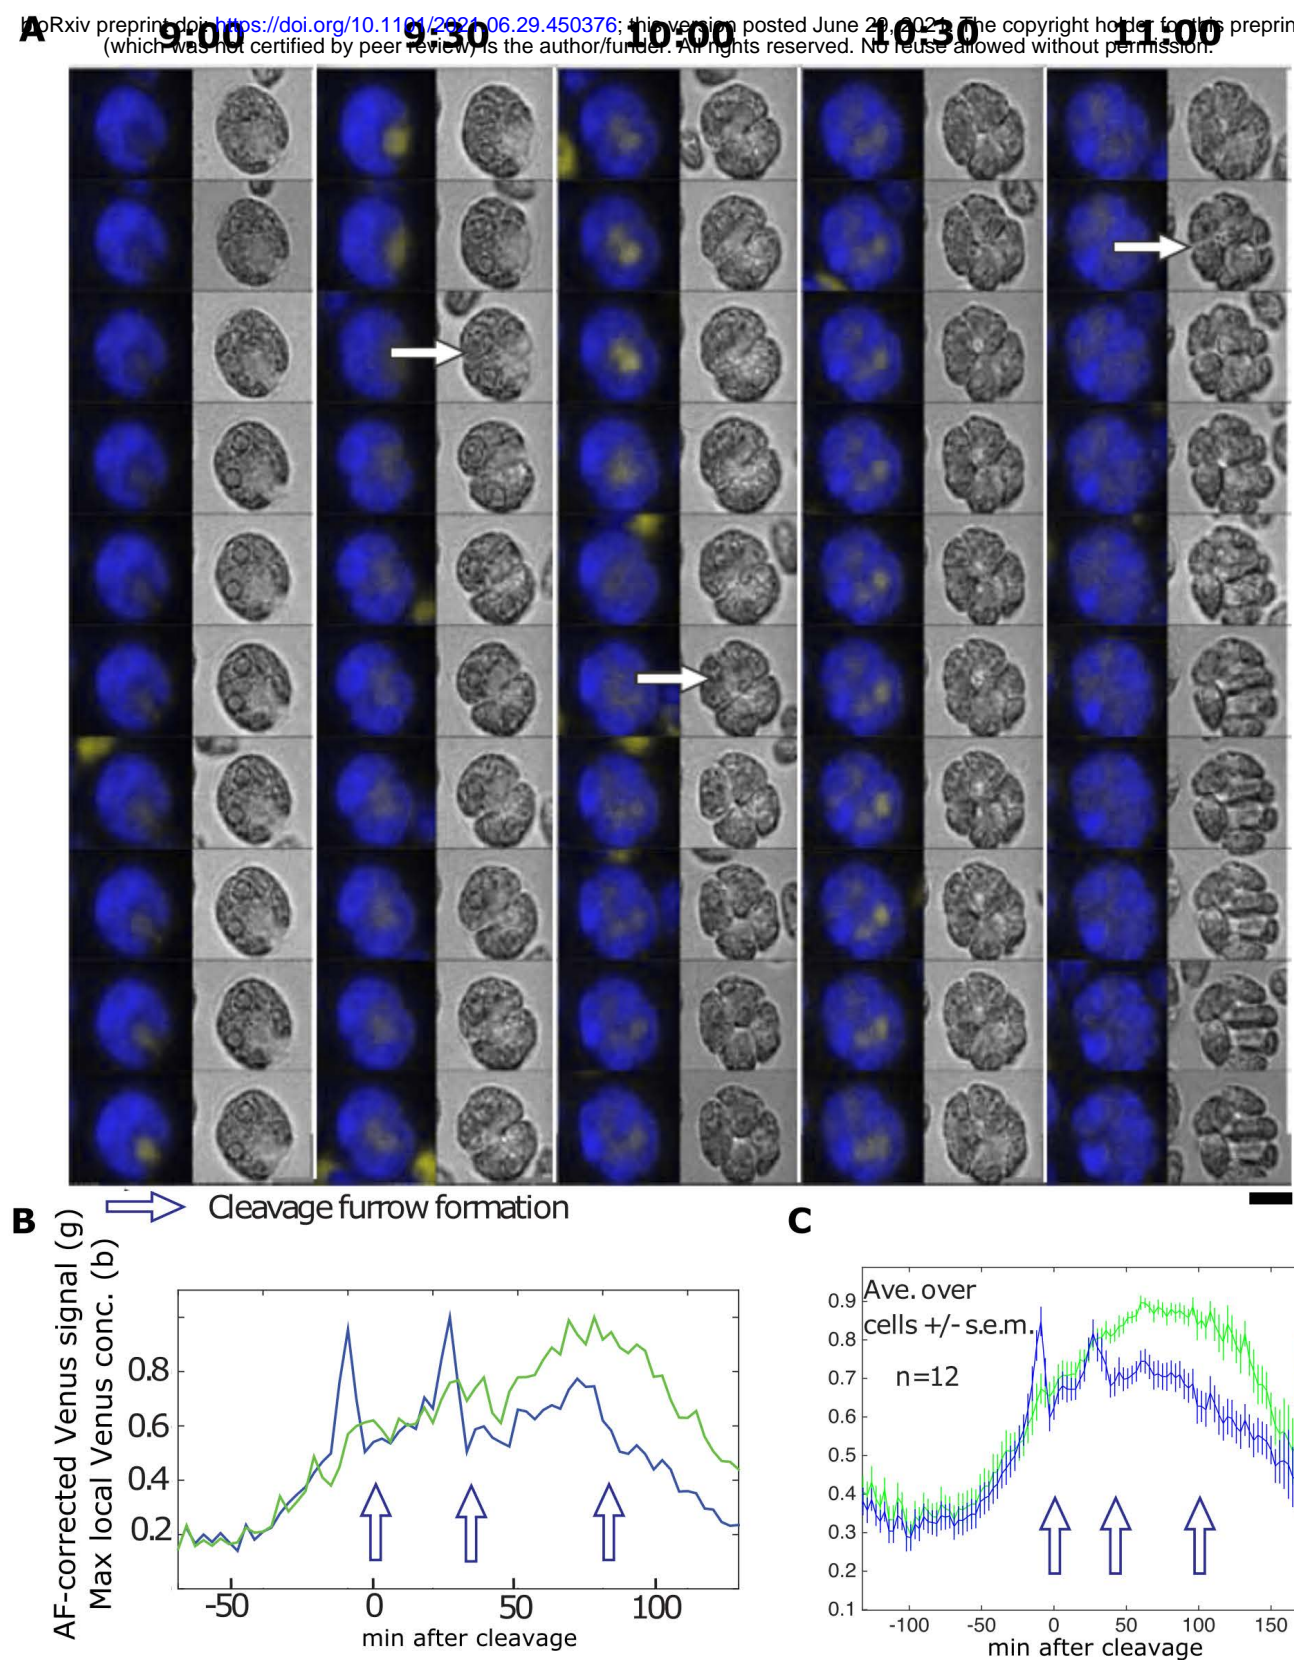 bioRxiv preprint doi: https://doi.org/10.1101/2021.06.29.450376; this version posted June 29, 2021. The copyright holder for this preprint
(which was not certified by peer review) is the author/funder. All rights reserved. No reuse allowed without permission.
A 9:00 9:30 10:00 10:30 11:00
Cleavage furrow formation
B
AF-corrected Venus signal (g)
Max local Venus conc. (b)
0.8
0.6
0.4
0.2
-50 0 50 100
min after cleavage
C
Ave. over
cells +/- s.e.m.
n=12
0.9
0.8
0.7
0.6
0.5
0.4
0.3
0.2
0.1
-100 -50 0 50 100 150
min after cleavage